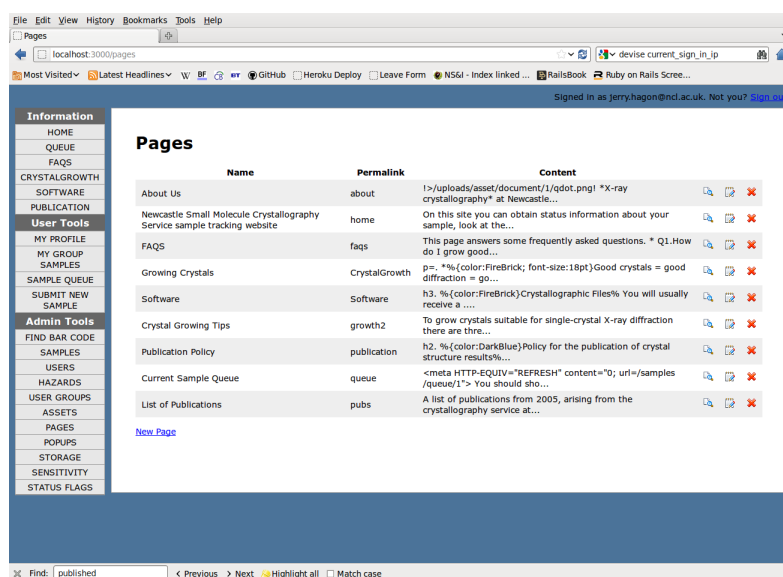 File Edit View History Bookmarks Tools Help
Pages
localhost:3000/pages
devise current_sign_in_ip
Most Visited Latest Headlines W BF GitHub Heroku Deploy Leave Form NS&I - Index linked ... RailsBook Ruby on Rails Scree...
Signed in as jerry.hagon@ncl.ac.uk. Not you? Sign ou
Information
HOME
QUEUE
FAQS
CRYSTALGROWTH
SOFTWARE
PUBLICATION
User Tools
MY PROFILE
MY GROUP
SAMPLES
SAMPLE QUEUE
SUBMIT NEW
SAMPLE
Admin Tools
FIND BAR CODE
SAMPLES
USERS
HAZARDS
USER GROUPS
ASSETS
PAGES
POPUPS
STORAGE
SENSITIVITY
STATUS FLAGS
Pages
Name Permalink Content
About Us about !>/uploads/asset/document/1/qdot.png! *X-ray
crystallography* at Newcastle...
Newcastle Small Molecule Crystallography
Service sample tracking website home On this site you can obtain status information about your
sample, look at the...
FAQS faqs This page answers some frequently asked questions. * Q1.How
do I grow good...
Growing Crystals CrystalGrowth p=. *%{color:FireBrick; font-size:18pt}Good crystals = good
diffraction = go...
Software Software h3. %{color:FireBrick}Crystallographic Files% You will usually
receive a ....
Crystal Growing Tips growth2 To grow crystals suitable for single-crystal X-ray diffraction
there are thre...
Publication Policy publication h2. %{color:DarkBlue}Policy for the publication of crystal
structure results%...
Current Sample Queue queue <meta HTTP-EQUIV="REFRESH" content="0; url=/samples
/queue/1"> You should sho...
List of Publications pubs A list of publications from 2005, arising from the
crystallography service at...
New Page
Find: published Previous Next Highlight all Match case